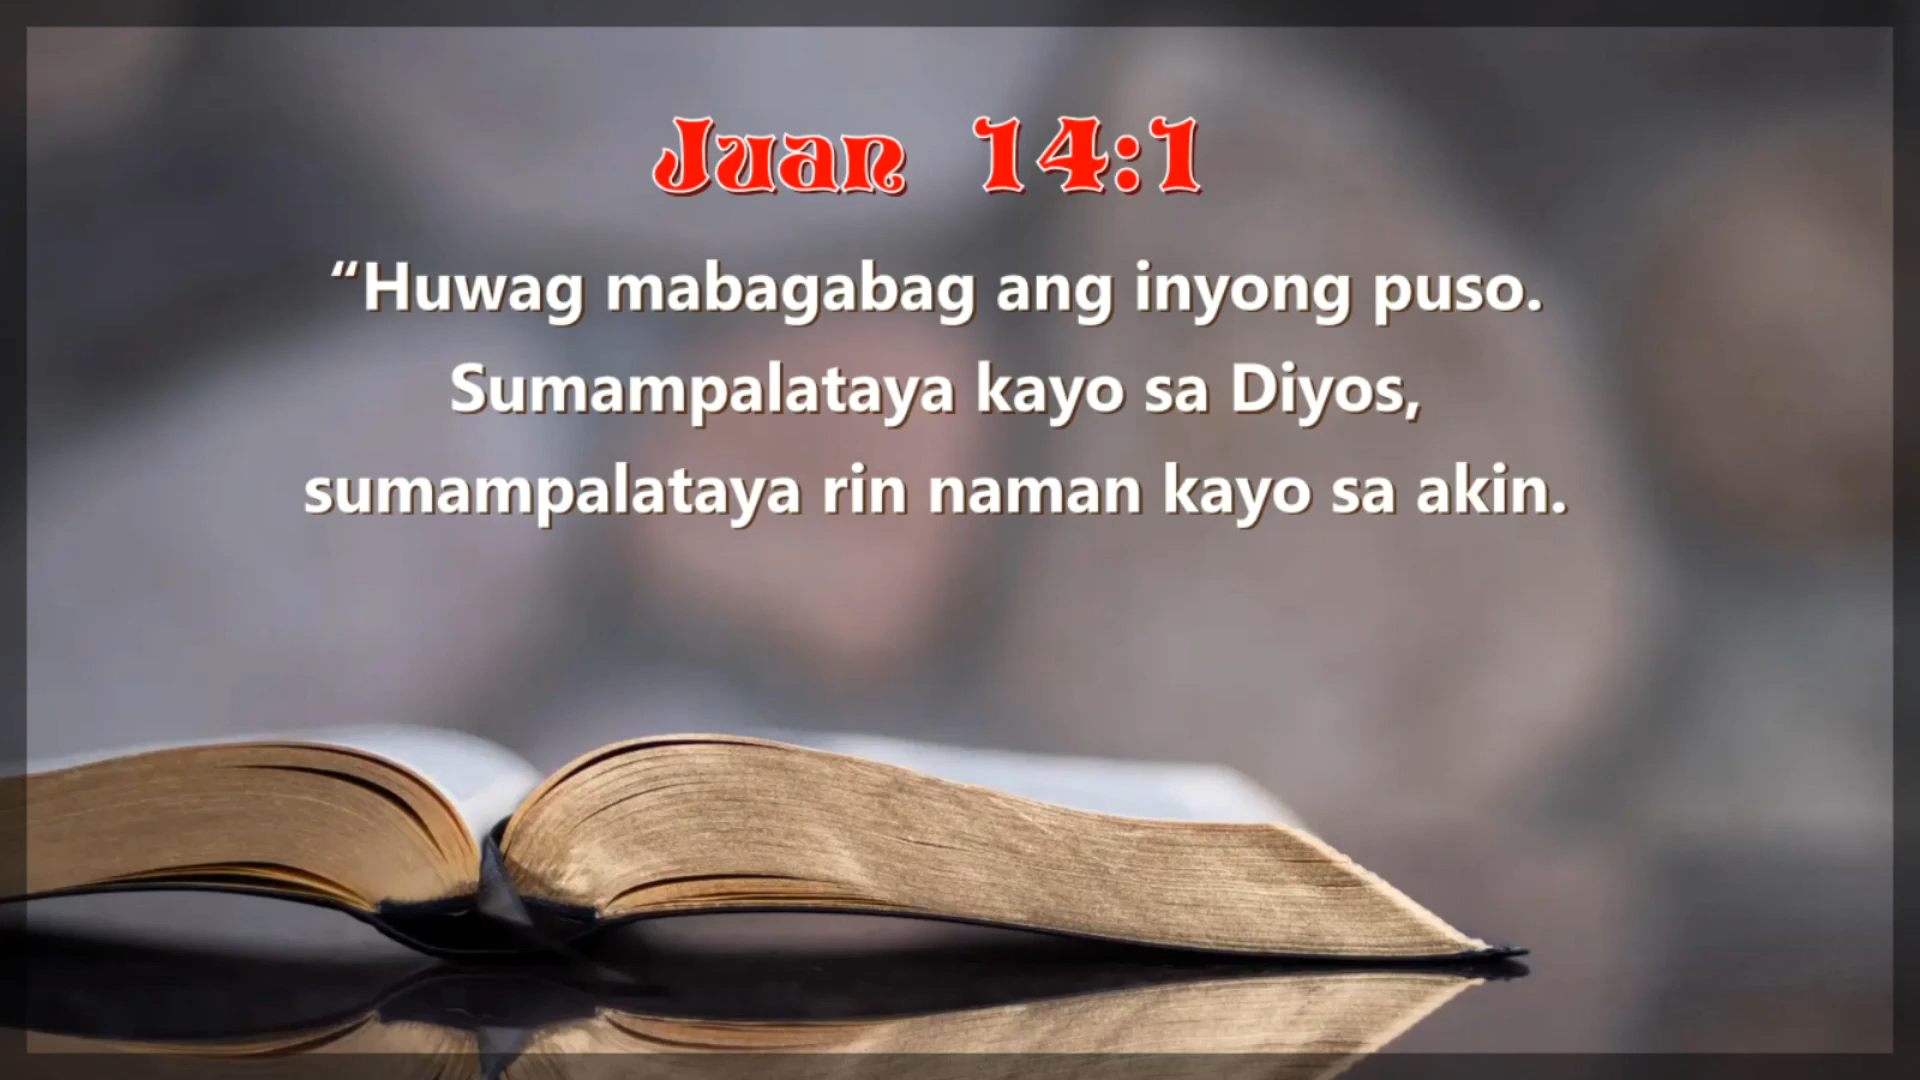 Juan 14:1
“Huwag mabagabag ang inyong puso.
Sumampalataya kayo sa Diyos,
sumampalataya rin naman kayo sa akin.